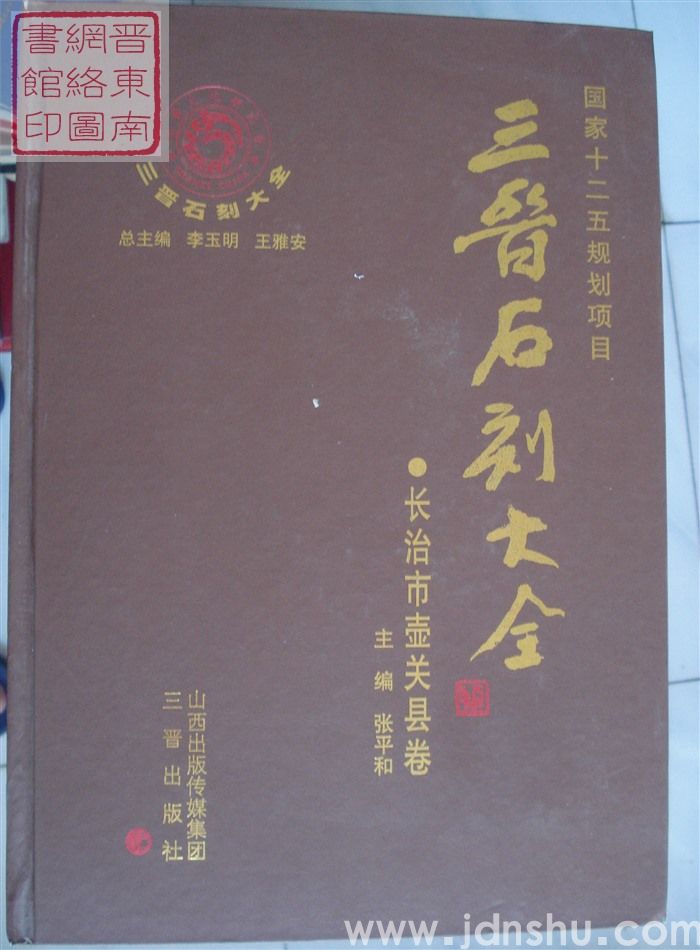 晋東南
網絡圖
書館印
国家十二五规划项目
三晋石刻大全
三晋石刻大全
总主编 李玉明 王雅安
●长治市壶关县卷
主编 张平和
山西出版传媒集团
三晋出版社
www.jdnshu.com